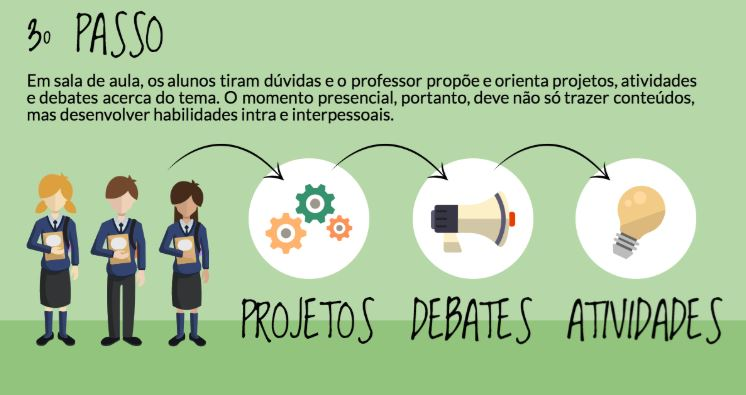 3º PASSO
Em sala de aula, os alunos tiram dúvidas e o professor propõe e orienta projetos, atividades
e debates acerca do tema. O momento presencial, portanto, deve não só trazer conteúdos,
mas desenvolver habilidades intra e interpessoais.
PROJETOS DEBATES ATIVIDADES